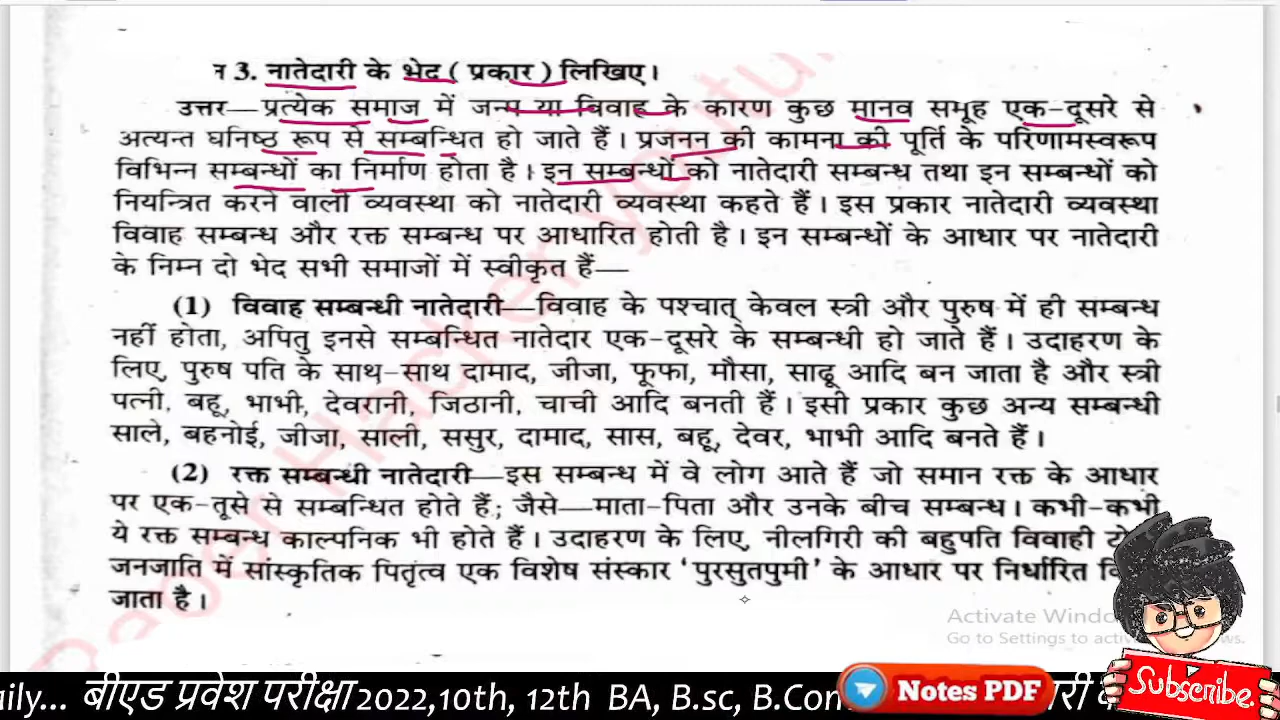 3. नातेदारी के भेद ( प्रकार ) लिखिए।
उत्तर—प्रत्येक समाज में जन्म या विवाह के कारण कुछ मानव समूह एक-दूसरे से
अत्यन्त घनिष्ठ रूप से सम्बन्धित हो जाते हैं। प्रजनन की कामना की पूर्ति के परिणामस्वरूप
विभिन्न सम्बन्धों का निर्माण होता है। इन सम्बन्धों को नातेदारी सम्बन्ध तथा इन सम्बन्धों को
नियन्त्रित करने वाली व्यवस्था को नातेदारी व्यवस्था कहते हैं। इस प्रकार नातेदारी व्यवस्था
विवाह सम्बन्ध और रक्त सम्बन्ध पर आधारित होती है। इन सम्बन्धों के आधार पर नातेदारी
के निम्न दो भेद सभी समाजों में स्वीकृत हैं—
(1) विवाह सम्बन्धी नातेदारी—विवाह के पश्चात् केवल स्त्री और पुरुष में ही सम्बन्ध
नहीं होता, अपितु इनसे सम्बन्धित नातेदार एक-दूसरे के सम्बन्धी हो जाते हैं। उदाहरण के
लिए, पुरुष पति के साथ-साथ दामाद, जीजा, फूफा, मौसा, साढू आदि बन जाता है और स्त्री
पत्नी, बहू, भाभी, देवरानी, जिठानी, चाची आदि बनती हैं। इसी प्रकार कुछ अन्य सम्बन्धी
साले, बहनोई, जीजा, साली, ससुर, दामाद, सास, बहू, देवर, भाभी आदि बनते हैं।
(2) रक्त सम्बन्धी नातेदारी—इस सम्बन्ध में वे लोग आते हैं जो समान रक्त के आधार
पर एक-तूसे से सम्बन्धित होते हैं; जैसे—माता-पिता और उनके बीच सम्बन्ध। कभी-कभी
ये रक्त सम्बन्ध काल्पनिक भी होते हैं। उदाहरण के लिए, नीलगिरी की बहुपति विवाही
जनजाति में सांस्कृतिक पितृत्व एक विशेष संस्कार ‘पुरसुतपुमी’ के आधार पर निर्धारित
जाता है।
Activate
Go to Settings to
बीएड प्रवेश परीक्षा 2022,10th, 12th BA, B.sc, B.Com
Notes PDF
Subscribe.